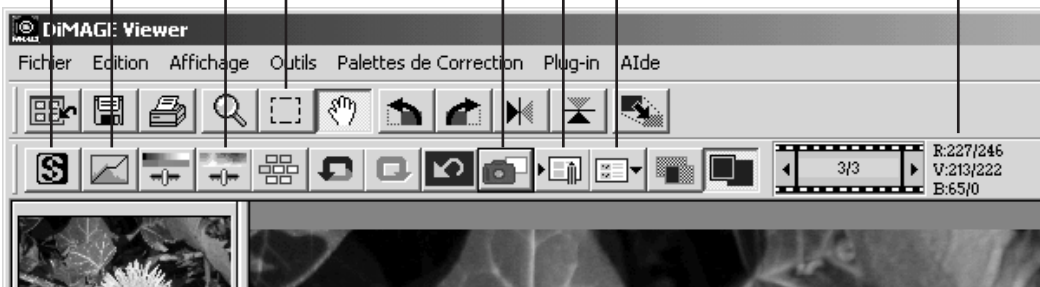 DiMAGE Viewer
Fichier Edition Affichage Outils Palettes de Correction Plug-in AIde
S
3/3
R:227/246
V:213/222
B:65/0